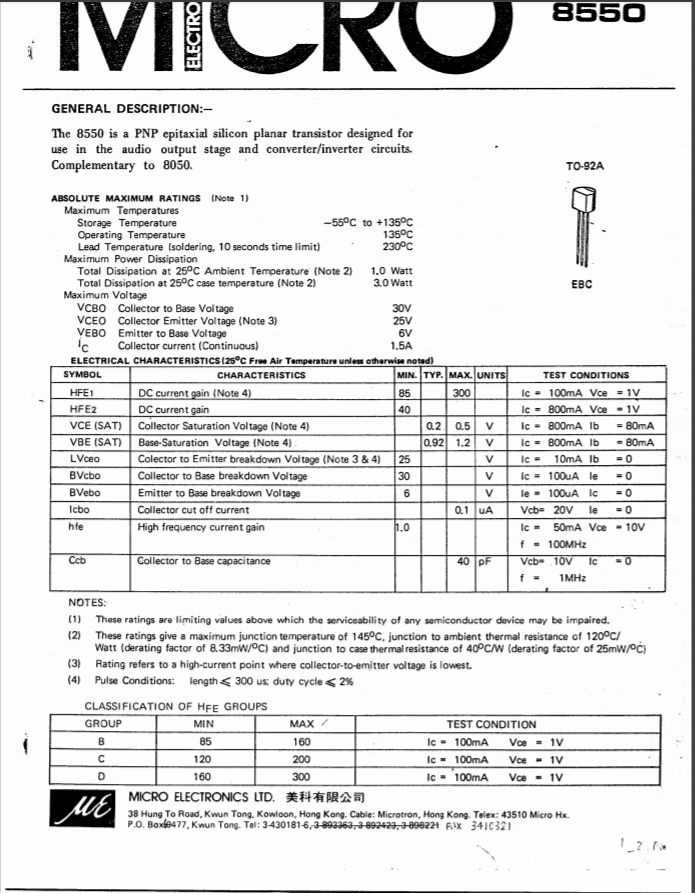 MICRO
ELECTRONI
8550
GENERAL DESCRIPTION:—
The 8550 is a PNP epitaxial silicon planar transistor designed for
use in the audio output stage and converter/inverter circuits.
Complementary to 8050.
TO-92A
EBC
ABSOLUTE MAXIMUM RATINGS (Note 1)
Maximum Temperatures
Storage Temperature —55°C to +135°C
Operating Temperature 135°C
Lead Temperature (soldering, 10 seconds time limit) 230°C
Maximum Power Dissipation
Total Dissipation at 25°C Ambient Temperature (Note 2) 1.0 Watt
Total Dissipation at 25°C case temperature (Note 2) 3.0 Watt
Maximum Voltage
VCBO Collector to Base Voltage 30V
VCEO Collector Emitter Voltage (Note 3) 25V
VEBO Emitter to Base Voltage 6V
IC Collector current (Continuous) 1.5A
ELECTRICAL CHARACTERISTICS (25°C Free Air Temperature unless otherwise noted)
SYMBOL CHARACTERISTICS MIN. TYP. MAX. UNITS TEST CONDITIONS
HFE1 DC current gain (Note 4) 85 300 Ic = 100mA Vce = 1V
HFE2 DC current gain 40 Ic = 800mA Vce = 1V
VCE (SAT) Collector Saturation Voltage (Note 4) 0.2 0.5 V Ic = 800mA Ib = 80mA
VBE (SAT) Base-Saturation Voltage (Note 4) 0.92 1.2 V Ic = 800mA Ib = 80mA
LVceo Colector to Emitter breakdown Voltage (Note 3 & 4) 25 V Ic = 10mA Ib = 0
BVcbo Collector to Base breakdown Voltage 30 V Ic = 100uA Ie = 0
BVebo Emitter to Base breakdown Voltage 6 V Ie = 100uA Ic = 0
Icbo Collector cut off current 0.1 uA Vcb= 20V Ie = 0
hfe High frequency current gain 1.0 Ic = 50mA Vce = 10V
f = 100MHz
Ccb Collector to Base capacitance 40 pF Vcb= 10V Ic = 0
f = 1MHz
NOTES:
(1) These ratings are limiting values above which the serviceability of any semiconductor device may be impaired.
(2) These ratings give a maximum junction temperature of 145°C, junction to ambient thermal resistance of 120°C/
Watt (derating factor of 8.33mW/°C) and junction to case thermal resistance of 40°C/W (derating factor of 25mW/°C)
(3) Rating refers to a high-current point where collector-to-emitter voltage is lowest.
(4) Pulse Conditions: length ≤ 300 us; duty cycle ≤ 2%
CLASSIFICATION OF HFE GROUPS
GROUP MIN MAX TEST CONDITION
B 85 160 Ic = 100mA Vce = 1V
C 120 200 Ic = 100mA Vce = 1V
D 160 300 Ic = 100mA Vce = 1V
ME
MICRO ELECTRONICS LTD. 美科有限公司
38 Hung To Road, Kwun Tong, Kowloon, Hong Kong. Cable: Microtron, Hong Kong. Telex: 43510 Micro Hx.
P.O. Box 9477, Kwun Tong. Tel: 3-430181-6, 3-893363, 3-892423, 3-898221 FAX 3410321